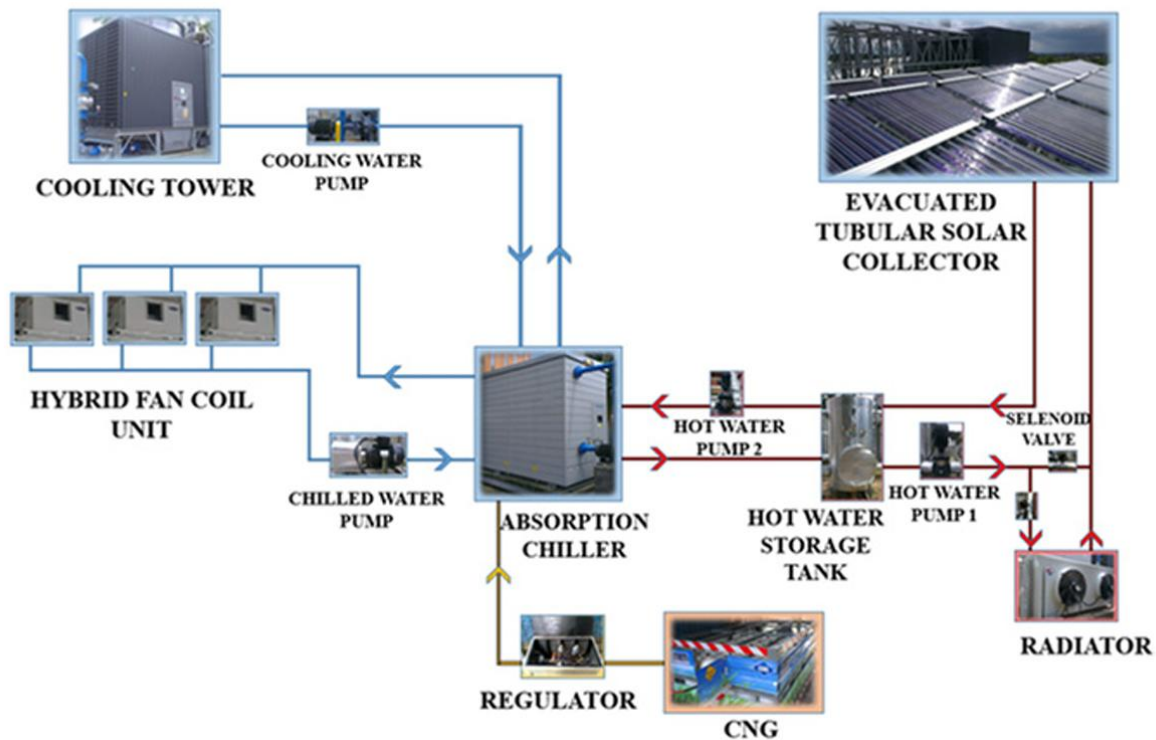 COOLING TOWER
COOLING WATER
PUMP
EVACUATED
TUBULAR SOLAR
COLLECTOR
HYBRID FAN COIL
UNIT
CHILLED WATER
PUMP
ABSORPTION
CHILLER
HOT WATER
PUMP 2
HOT WATER
STORAGE
TANK
SELENOID
VALVE
HOT WATER
PUMP 1
RADIATOR
REGULATOR
CNG